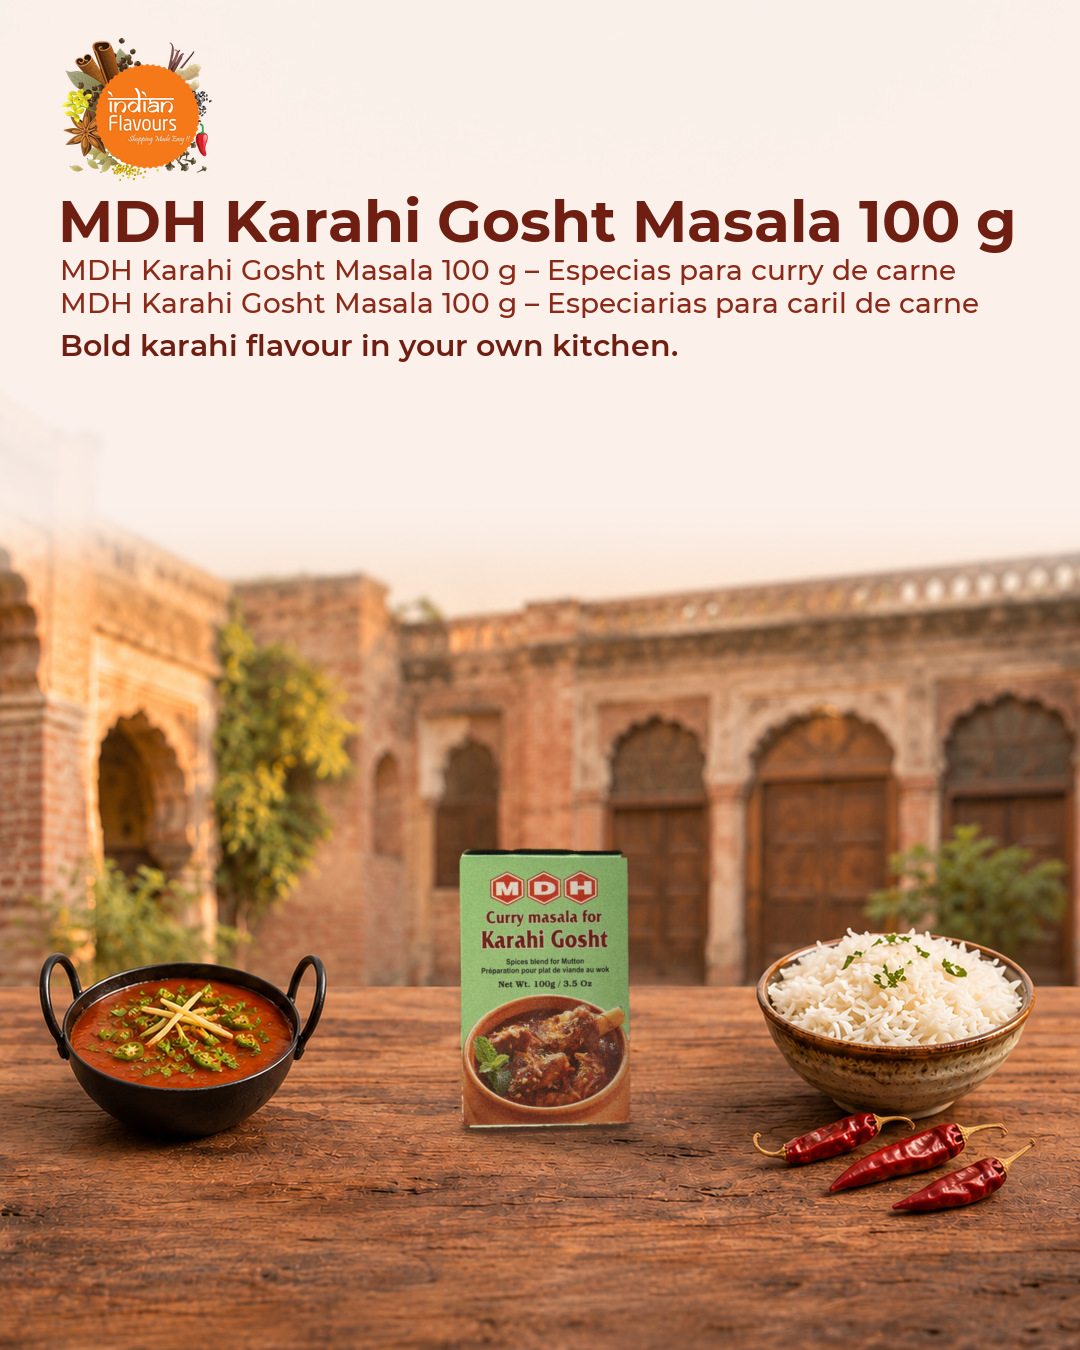 indian
Flavours
Shopping Made Easy !!
MDH Karahi Gosht Masala 100 g
MDH Karahi Gosht Masala 100 g – Especias para curry de carne
MDH Karahi Gosht Masala 100 g – Especiarias para caril de carne
Bold karahi flavour in your own kitchen.
MDH
Curry masala for
Karahi Gosht
Spices blend for Mutton
Préparation pour plat de viande au wok
Net Wt. 100g / 3.5 Oz